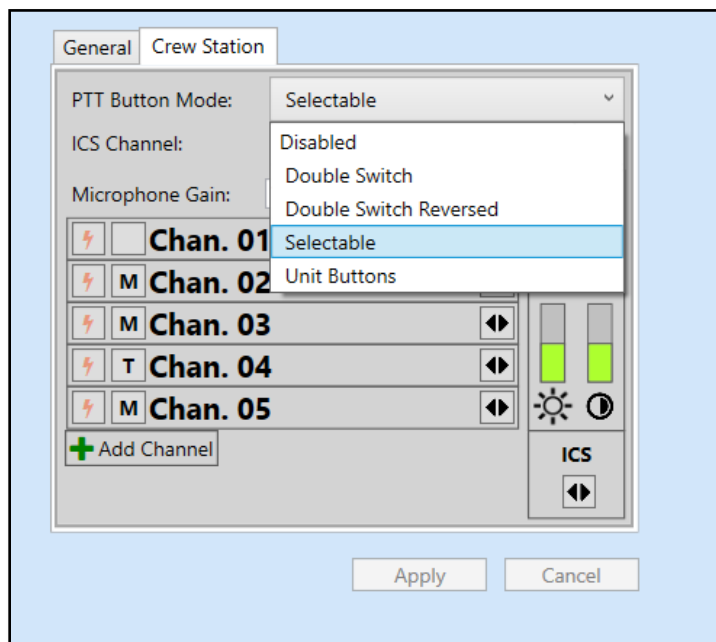 General Crew Station
PTT Button Mode: Selectable
ICS Channel:
Disabled
Double Switch
Microphone Gain:
Double Switch Reversed
Selectable
Unit Buttons
Chan. 01
M Chan. 02
M Chan. 03
T Chan. 04
M Chan. 05
Add Channel
ICS
Apply Cancel